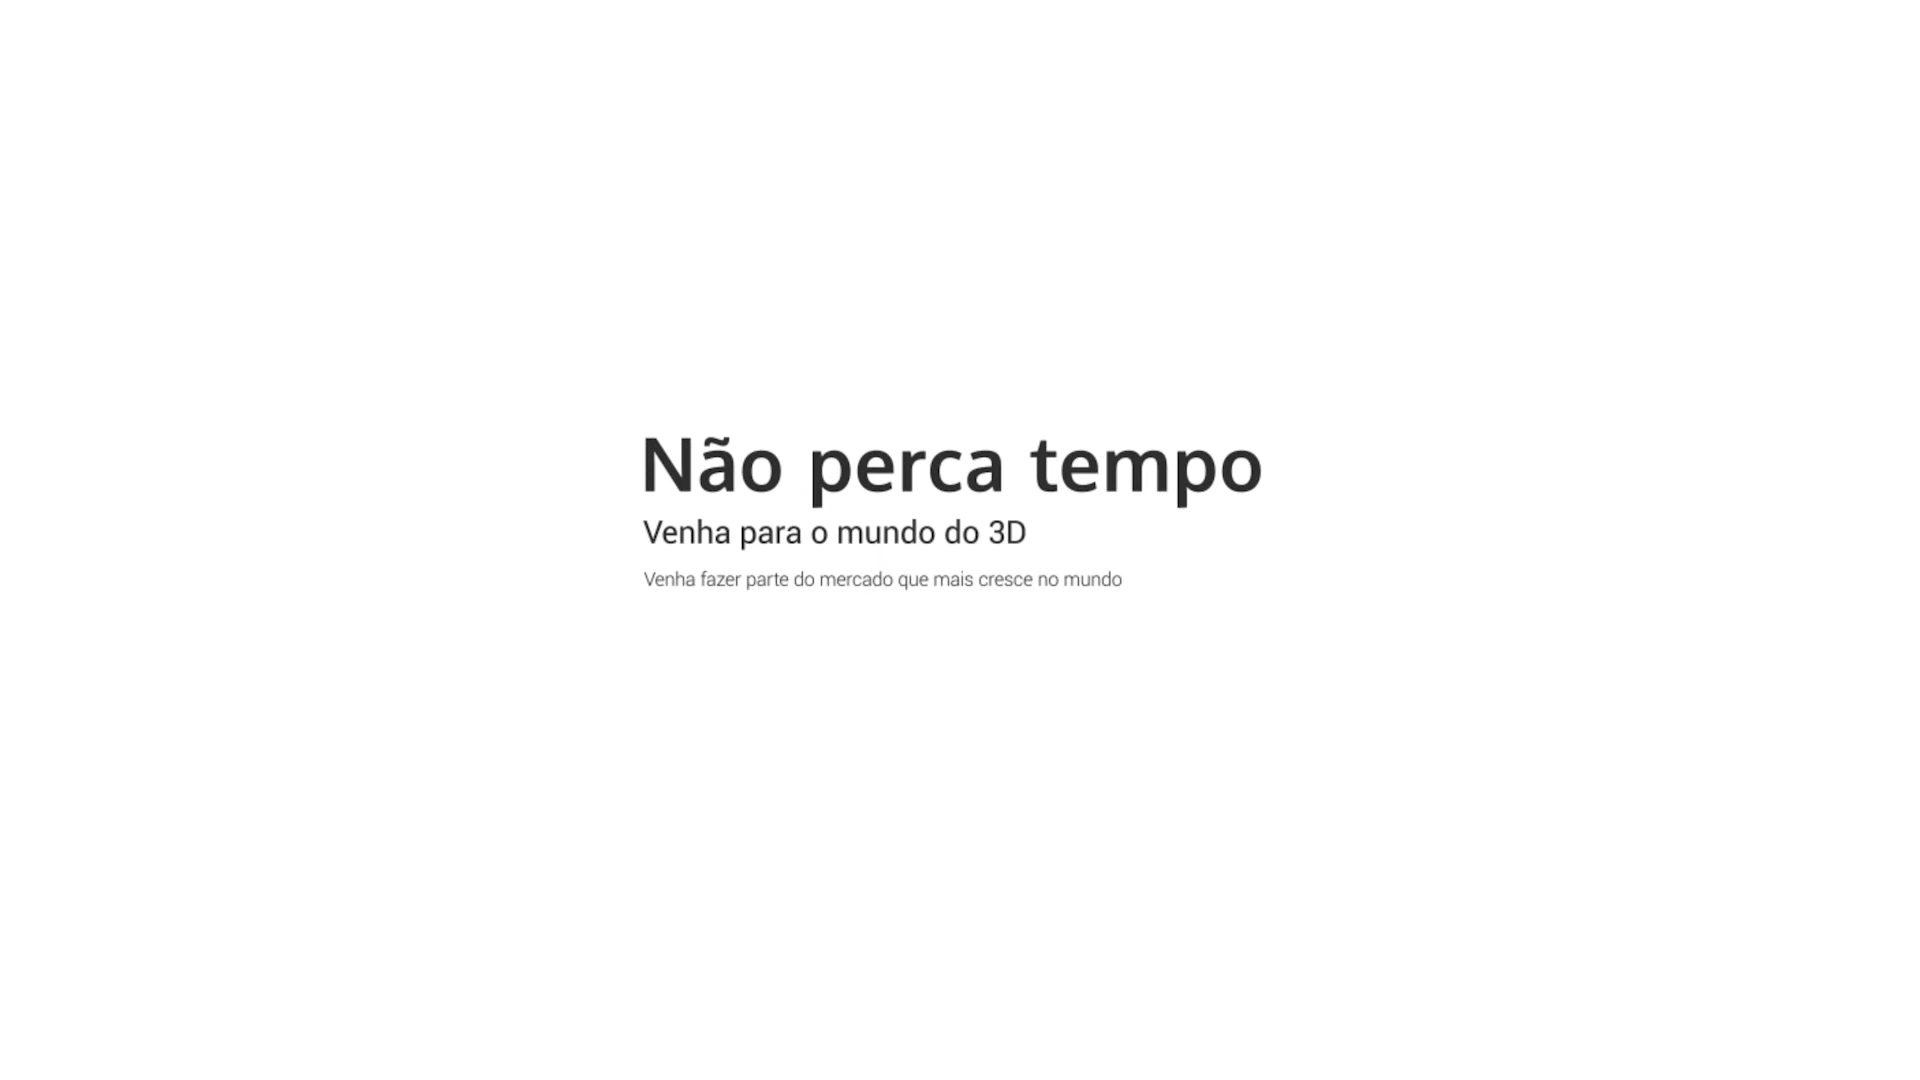 Não perca tempo
Venha para o mundo do 3D
Venha fazer parte do mercado que mais cresce no mundo